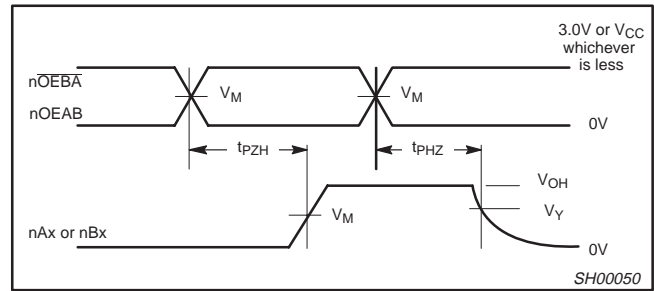 3.0V or VCC
whichever
is less
nOEBA
nOEAB
VM
VM
0V
tPZH
tPHZ
VOH
VY
VM
nAx or nBx
0V
SH00050